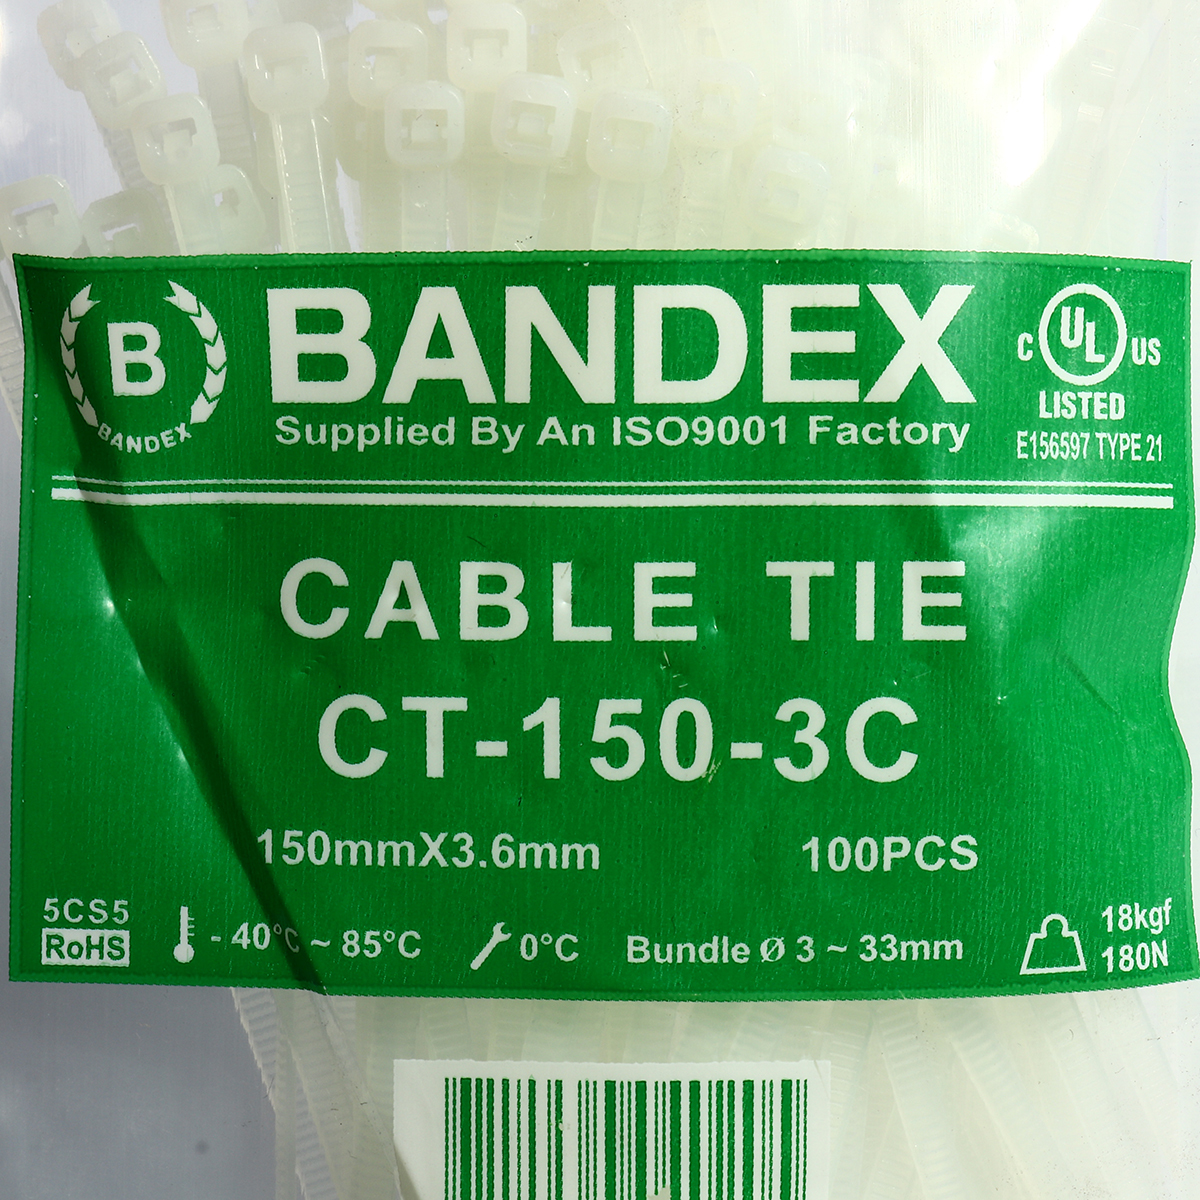 B
BANDEX
BANDEX
Supplied By An ISO9001 Factory
C UL US
LISTED
E156597 TYPE 21
CABLE TIE
CT-150-3C
150mmX3.6mm 100PCS
5CS5
RoHS
- 40°C ~ 85°C 0°C Bundle Ø 3 ~ 33mm
18kgf
180N